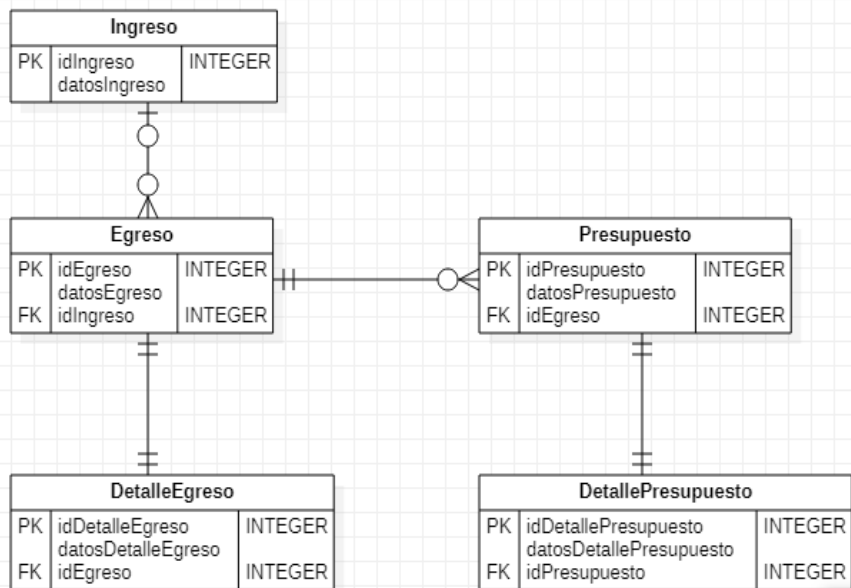 Ingreso
PK idIngreso INTEGER
datosIngreso
Egreso
PK idEgreso INTEGER
datosEgreso
FK idIngreso INTEGER
Presupuesto
PK idPresupuesto INTEGER
datosPresupuesto
FK idEgreso INTEGER
DetalleEgreso
PK idDetalleEgreso INTEGER
datosDetalleEgreso
FK idEgreso INTEGER
DetallePresupuesto
PK idDetallePresupuesto INTEGER
datosDetallePresupuesto
FK idPresupuesto INTEGER